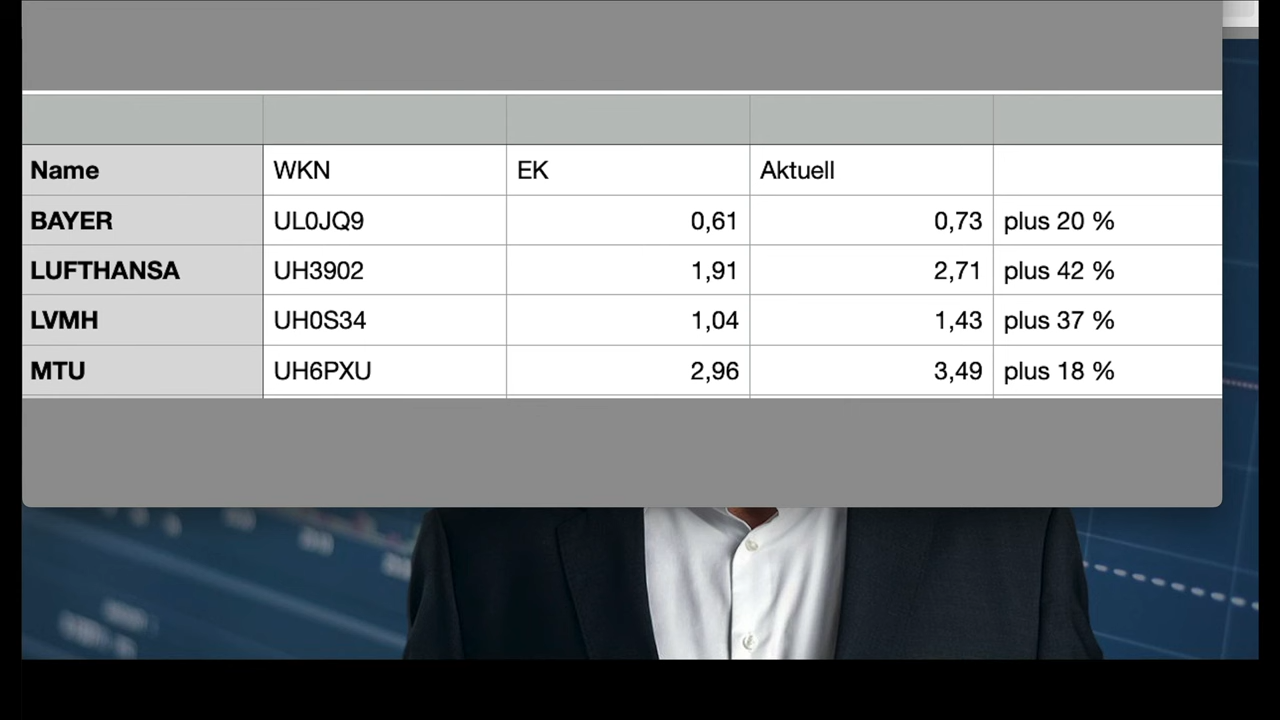 Name WKN EK Aktuell
BAYER UL0JQ9 0,61 0,73 plus 20 %
LUFTHANSA UH3902 1,91 2,71 plus 42 %
LVMH UH0S34 1,04 1,43 plus 37 %
MTU UH6PXU 2,96 3,49 plus 18 %